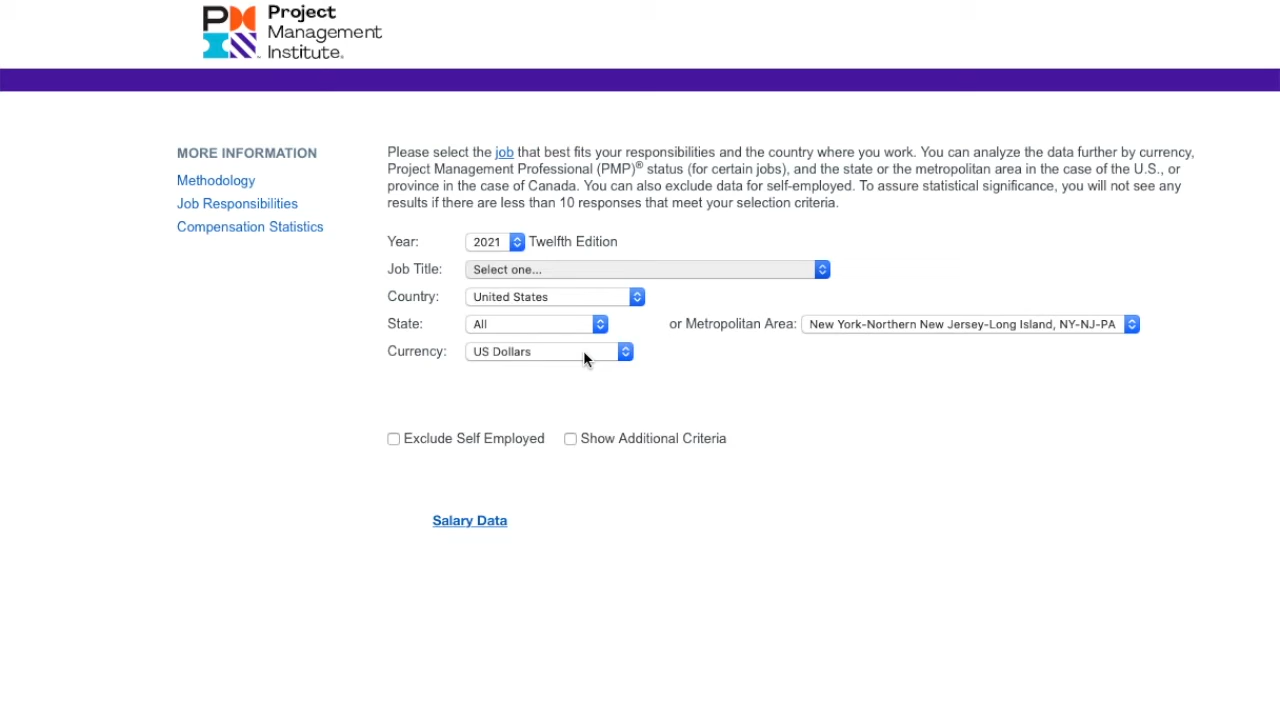 Project
Management
Institute.
MORE INFORMATION
Methodology
Job Responsibilities
Compensation Statistics
Please select the job that best fits your responsibilities and the country where you work. You can analyze the data further by currency,
Project Management Professional (PMP)® status (for certain jobs), and the state or the metropolitan area in the case of the U.S., or
province in the case of Canada. You can also exclude data for self-employed. To assure statistical significance, you will not see any
results if there are less than 10 responses that meet your selection criteria.
Year: 2021 Twelfth Edition
Job Title: Select one...
Country: United States
State: All or Metropolitan Area: New York-Northern New Jersey-Long Island, NY-NJ-PA
Currency: US Dollars
Exclude Self Employed Show Additional Criteria
Salary Data